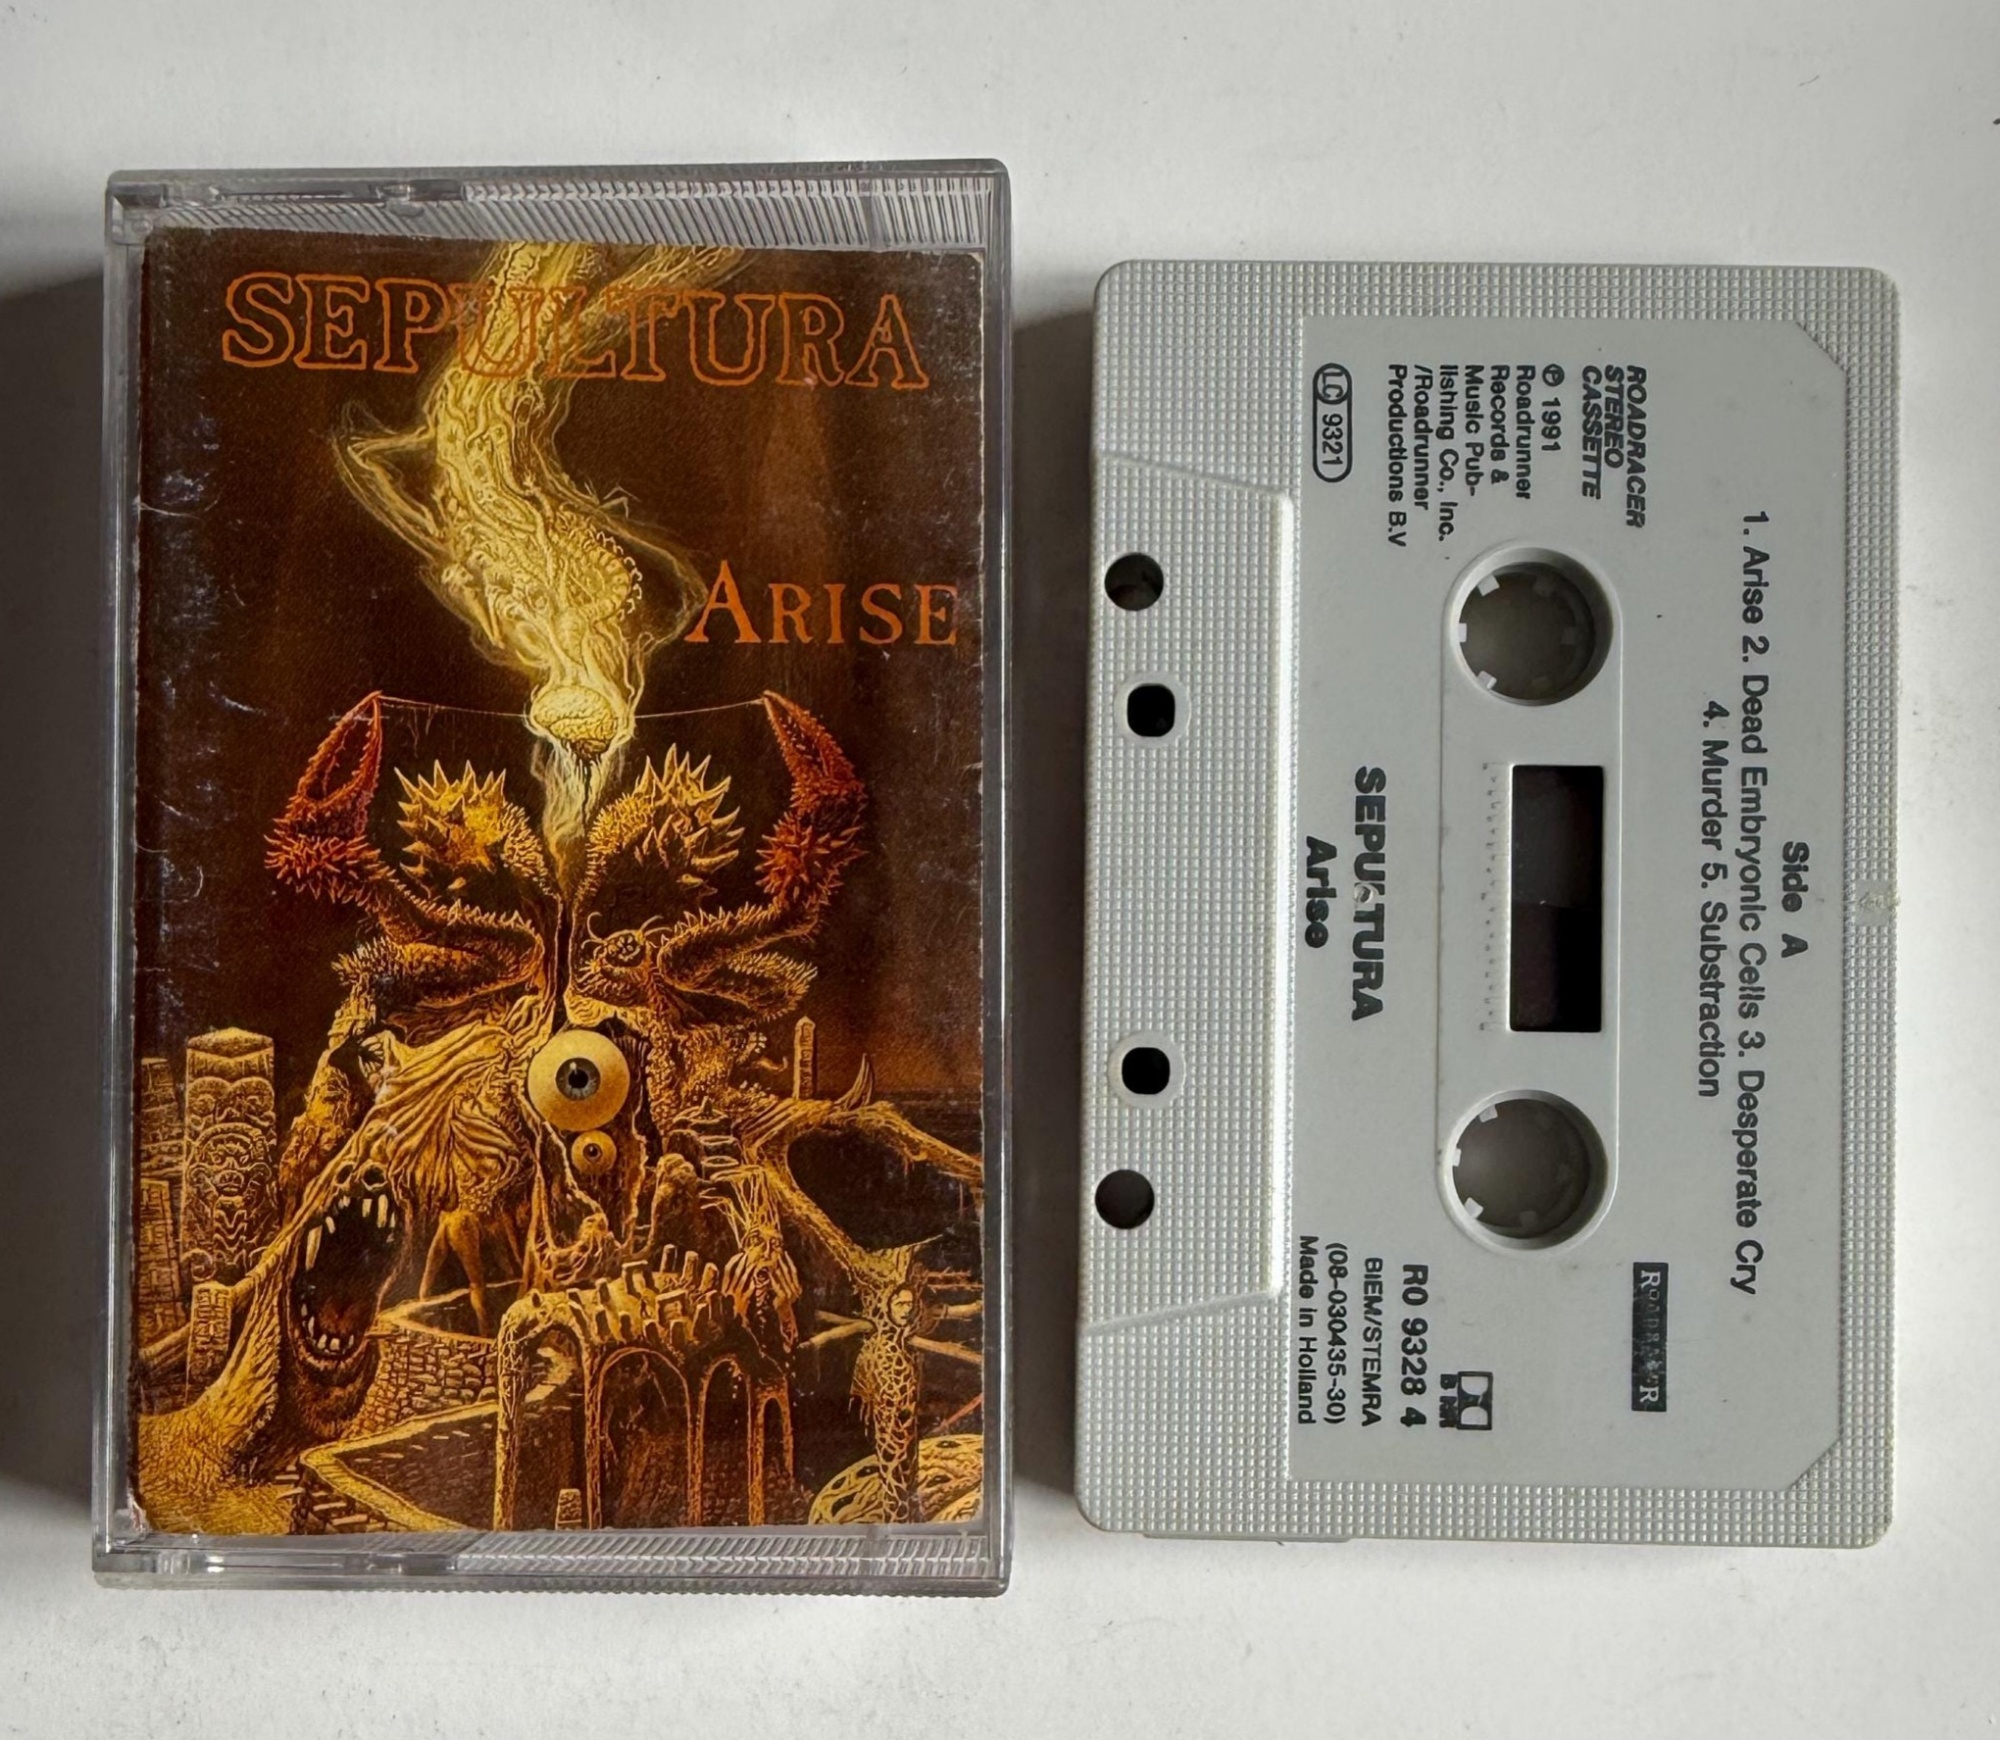 SEPULTURA
ARISE
Side A
1. Arise 2. Dead Embryonic Cells 3. Desperate Cry
4. Murder 5. Substraction
ROADRACER
STEREO
CASSETTE
℗ 1991
Roadrunner
Records &
Music Pub-
lishing Co., Inc.
/Roadrunner
Productions B.V
LC 9321
ROADRACER
B NR
RO 9328 4
BIEM/STEMRA
(08-030435-30)
Made in Holland
SEPULTURA
Arise